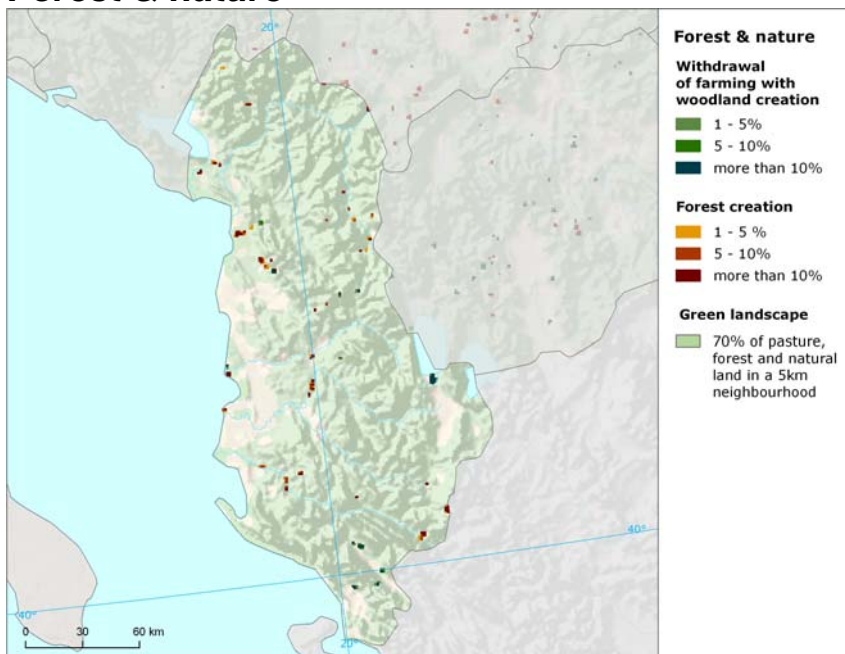 Forest & nature
20°
Forest & nature
Withdrawal
of farming with
woodland creation
1 - 5%
5 - 10%
more than 10%
Forest creation
1 - 5 %
5 - 10%
more than 10%
Green landscape
70% of pasture,
forest and natural
land in a 5km
neighbourhood
40°
40°
0 30 60 km
20°